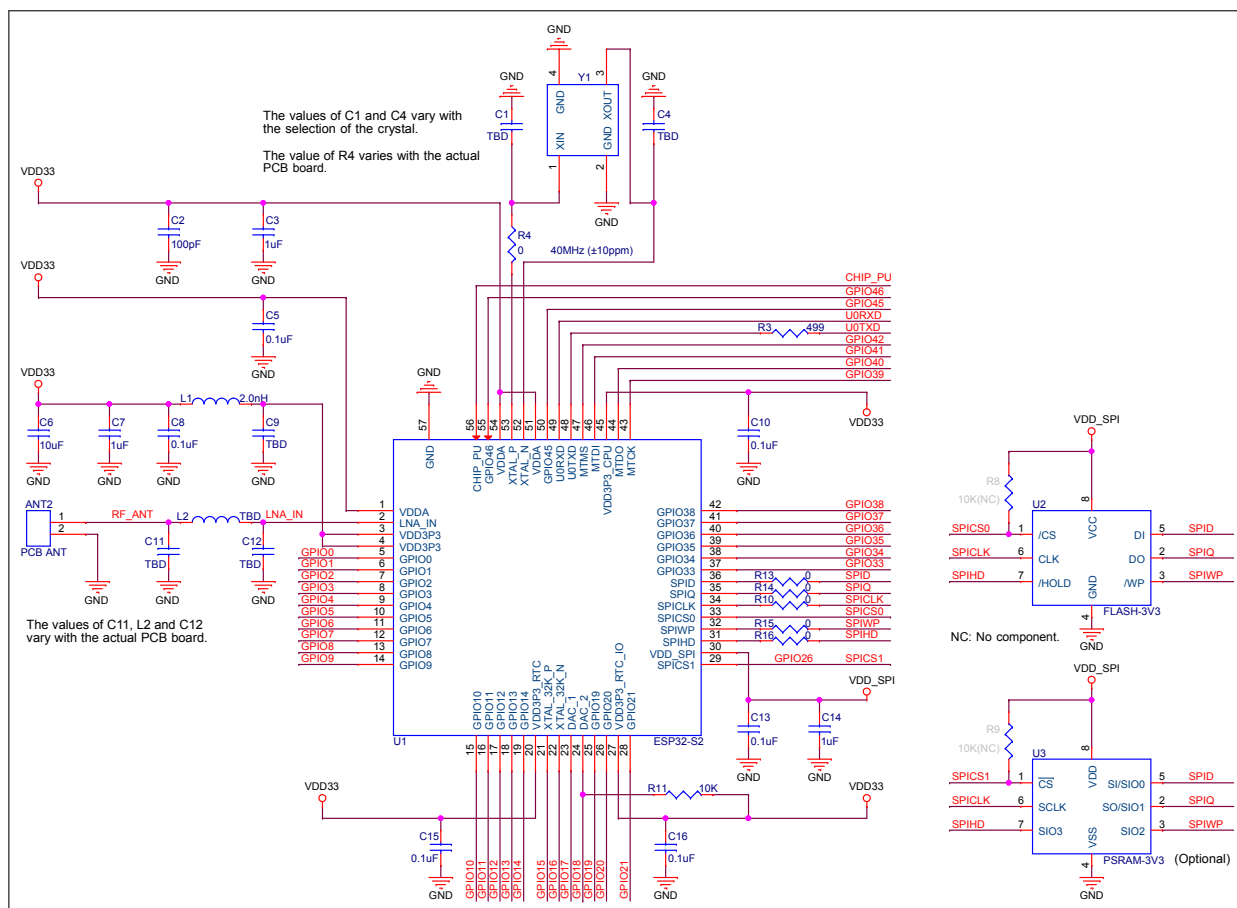 GND
GND
GND
4
3
Y1
GND
XOUT
XIN
GND
1
2
GND
C1
TBD
C4
TBD
The values of C1 and C4 vary with
the selection of the crystal.
The value of R4 varies with the actual
PCB board.
VDD33
C2
100pF
GND
C3
1uF
GND
R4
0
40MHz (±10ppm)
VDD33
C5
0.1uF
GND
CHIP_PU
GPIO46
GPIO45
U0RXD
R3
499
U0TXD
GPIO42
GPIO41
GPIO40
GPIO39
VDD33
L1
2.0nH
C6
10uF
GND
C7
1uF
GND
C8
0.1uF
GND
C9
TBD
GND
GND
VDD33
C10
0.1uF
GND
57
56
55
54
53
52
51
50
49
48
47
46
45
44
43
GND
CHIP_PU
GPIO46
VDDA
XTAL_P
XTAL_N
VDDA
GPIO45
U0RXD
U0TXD
MTMS
MTDI
VDD3P3_CPU
MTDO
MTCK
ANT2
1
2
PCB ANT
RF_ANT
L2
TBD
LNA_IN
C11
TBD
C12
TBD
GND
GND
GND
The values of C11, L2 and C12
vary with the actual PCB board.
1
VDDA
2
LNA_IN
3
VDD3P3
4
VDD3P3
GPIO0
5
GPIO0
GPIO1
6
GPIO1
GPIO2
7
GPIO2
GPIO3
8
GPIO3
GPIO4
9
GPIO4
GPIO5
10
GPIO5
GPIO6
11
GPIO6
GPIO7
12
GPIO7
GPIO8
13
GPIO8
GPIO9
14
GPIO9
GPIO38
42
GPIO38
GPIO37
41
GPIO37
GPIO36
40
GPIO36
GPIO35
39
GPIO35
GPIO34
38
GPIO34
GPIO33
37
GPIO33
SPID
36
R13
0
SPID
SPIQ
35
R14
0
SPIQ
SPICLK
34
R10
0
SPICLK
SPICS0
33
SPICS0
SPIWP
32
R15
0
SPIWP
SPIHD
31
R16
0
SPIHD
VDD_SPI
30
SPICS1
29
GPIO26
SPICS1
VDD_SPI
C13
0.1uF
GND
C14
1uF
GND
GPIO10
GPIO11
GPIO12
GPIO13
GPIO14
VDD3P3_RTC
XTAL_32K_P
XTAL_32K_N
DAC_1
DAC_2
GPIO19
GPIO20
VDD3P3_RTC_IO
GPIO21
U1
ESP32-S2
15
16
17
18
19
20
21
22
23
24
25
26
27
28
VDD33
C15
0.1uF
GND
R11
10K
VDD33
C16
0.1uF
GND
GPIO10
GPIO11
GPIO12
GPIO13
GPIO14
GPIO15
GPIO16
GPIO17
GPIO18
GPIO19
GPIO20
GPIO21
VDD_SPI
R8
10K(NC)
U2
8
SPICS0
1
/CS
VCC
DI
5
SPID
SPICLK
6
CLK
DO
2
SPIQ
SPIHD
7
/HOLD
GND
/WP
3
SPIWP
4
FLASH-3V3
GND
NC: No component.
VDD_SPI
R9
10K(NC)
U3
8
SPICS1
1
CS
VDD
SI/SIO0
5
SPID
SPICLK
6
SCLK
SO/SIO1
2
SPIQ
SPIHD
7
SIO3
VSS
SIO2
3
SPIWP
4
PSRAM-3V3
(Optional)
GND